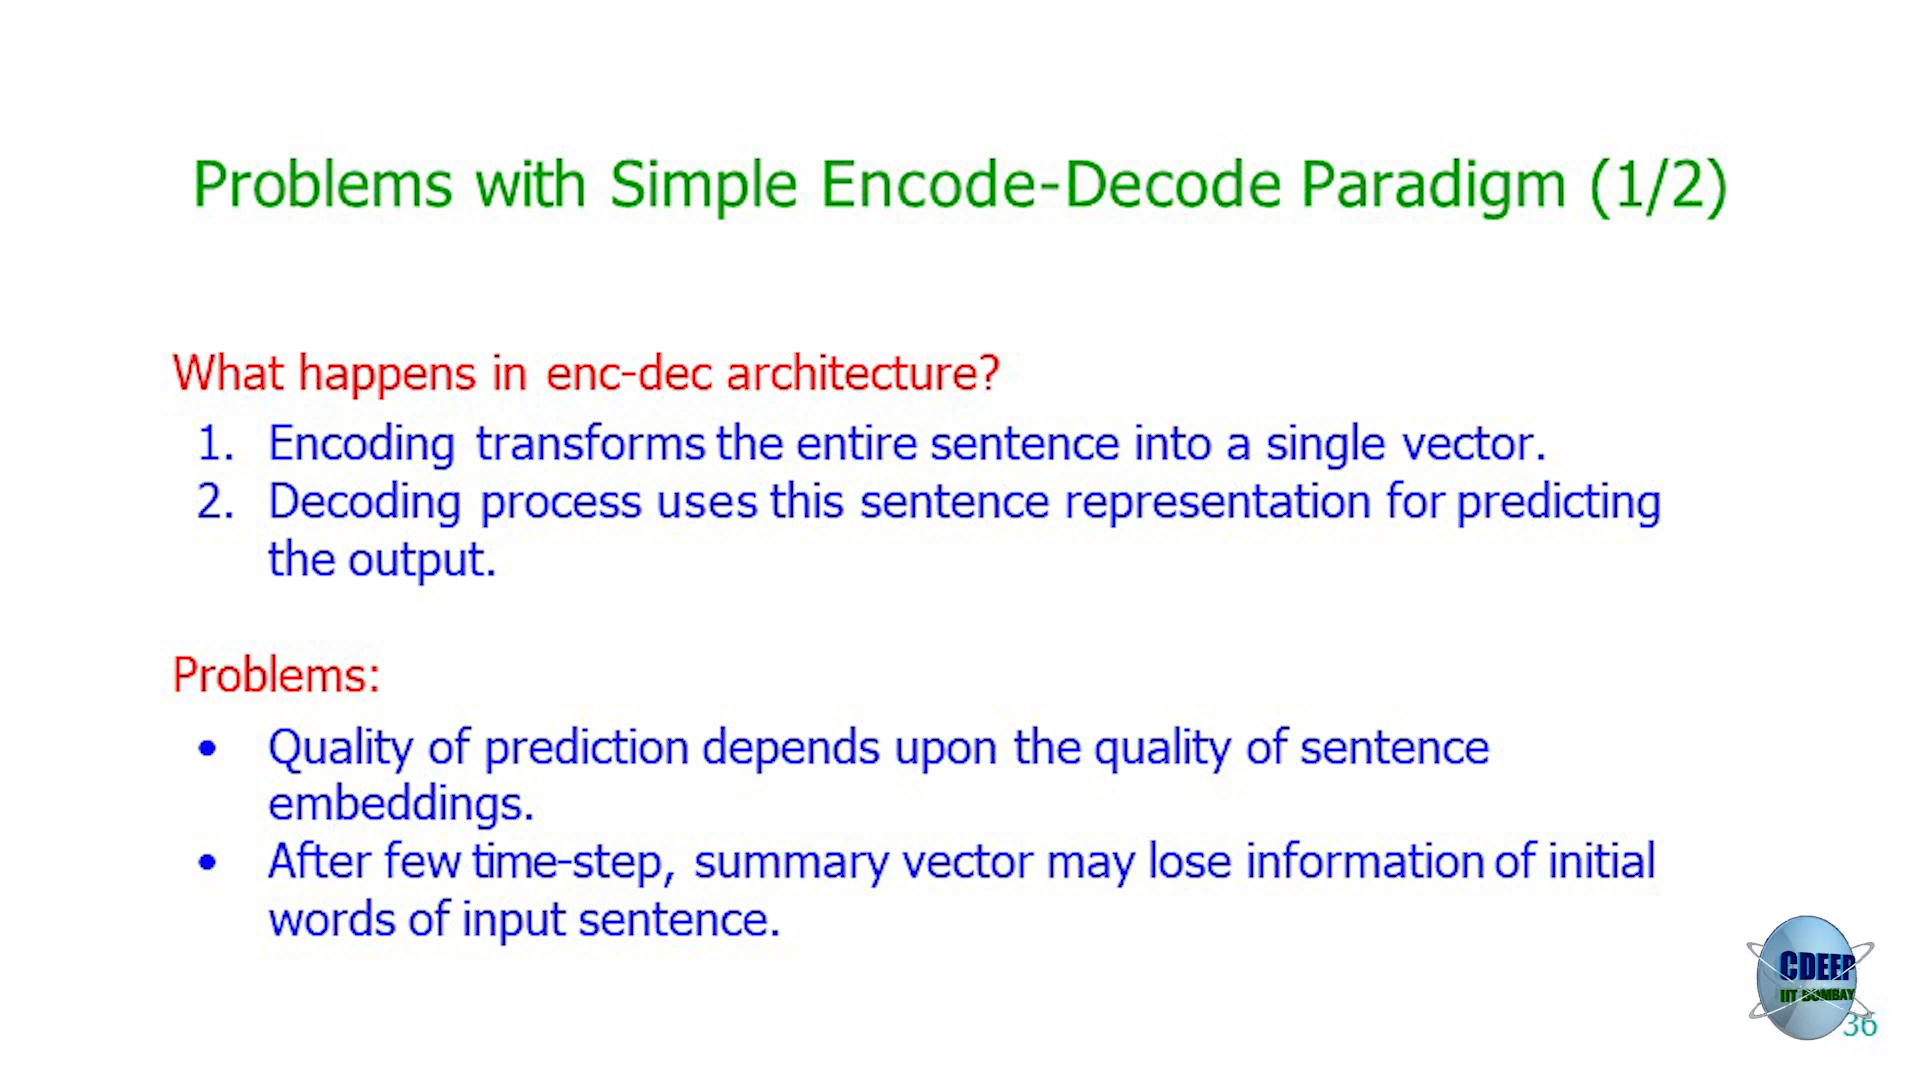 Problems with Simple Encode-Decode Paradigm (1/2)
What happens in enc-dec architecture?
1. Encoding transforms the entire sentence into a single vector.
2. Decoding process uses this sentence representation for predicting
the output.
Problems:
• Quality of prediction depends upon the quality of sentence
embeddings.
• After few time-step, summary vector may lose information of initial
words of input sentence.
CDEEP
IIT BOMBAY
36